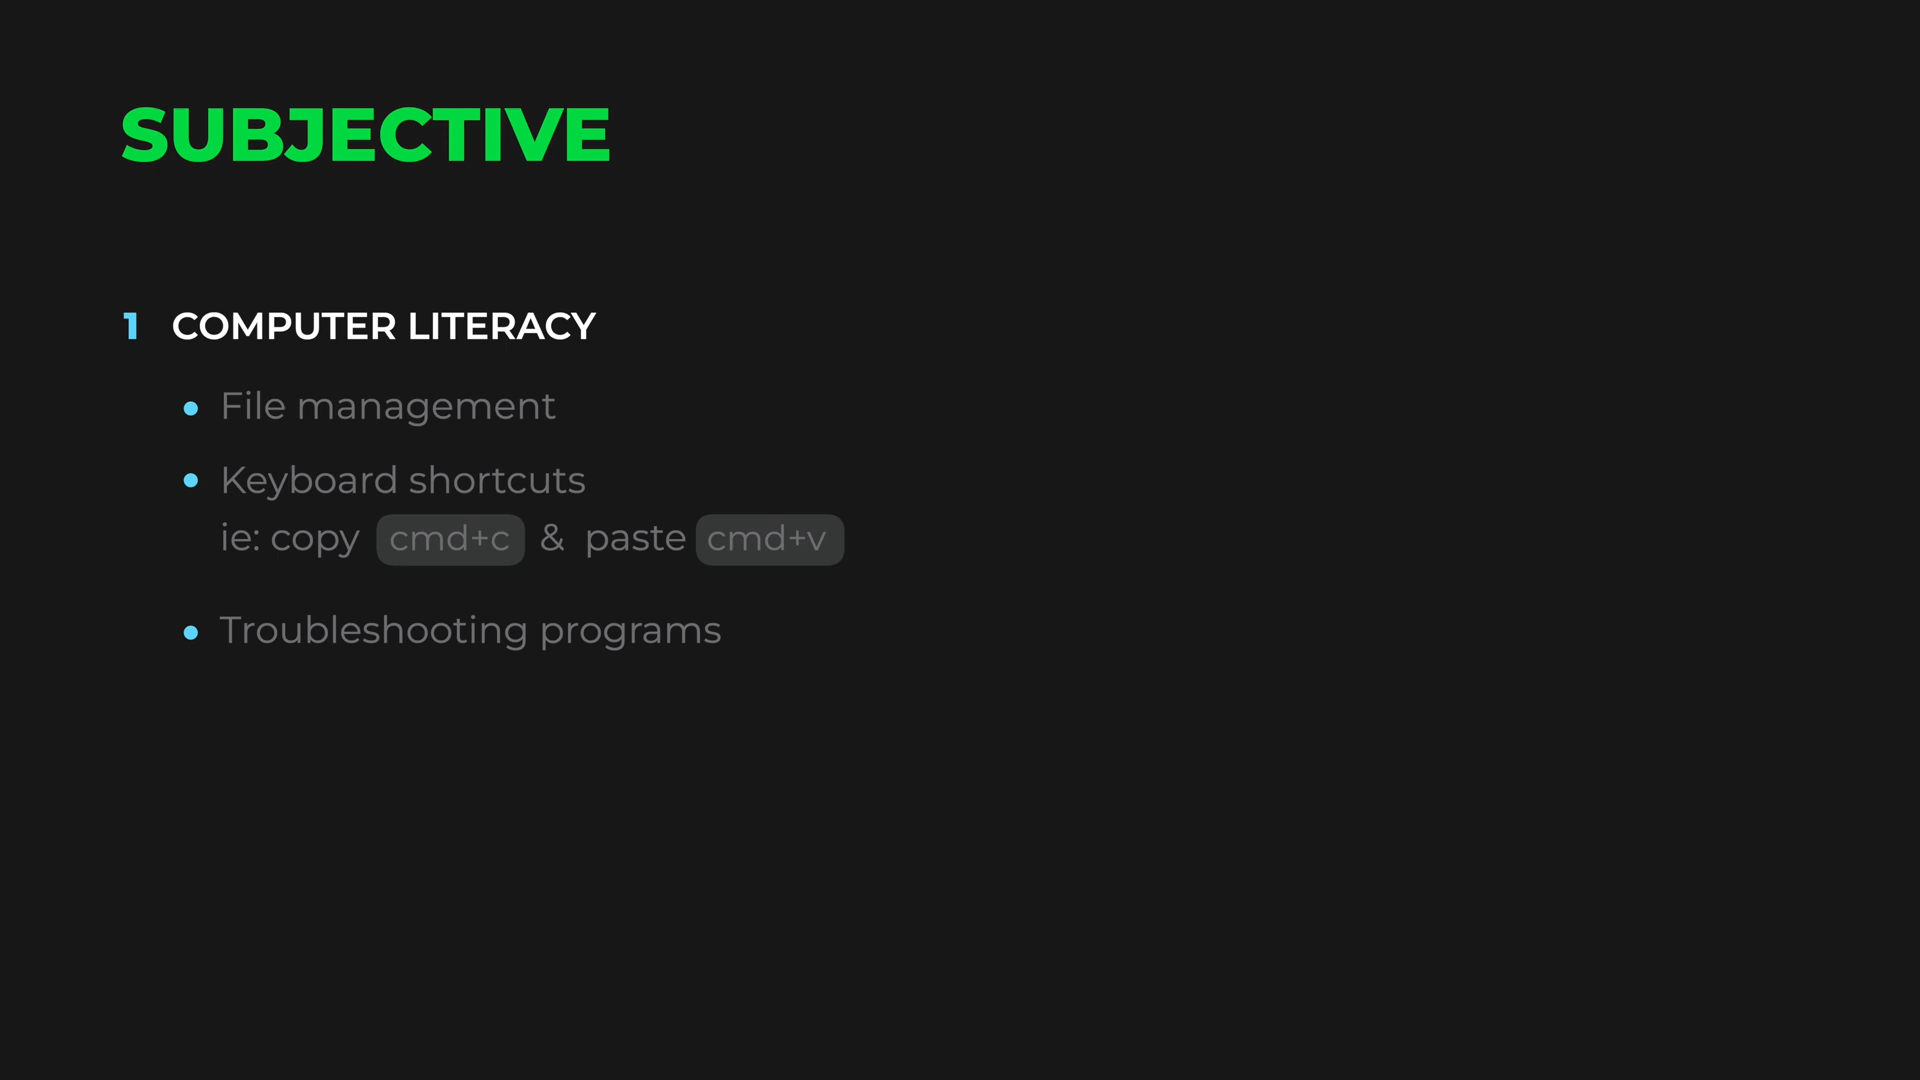 SUBJECTIVE
1 COMPUTER LITERACY
• File management
• Keyboard shortcuts
ie: copy cmd+c & paste cmd+v
• Troubleshooting programs